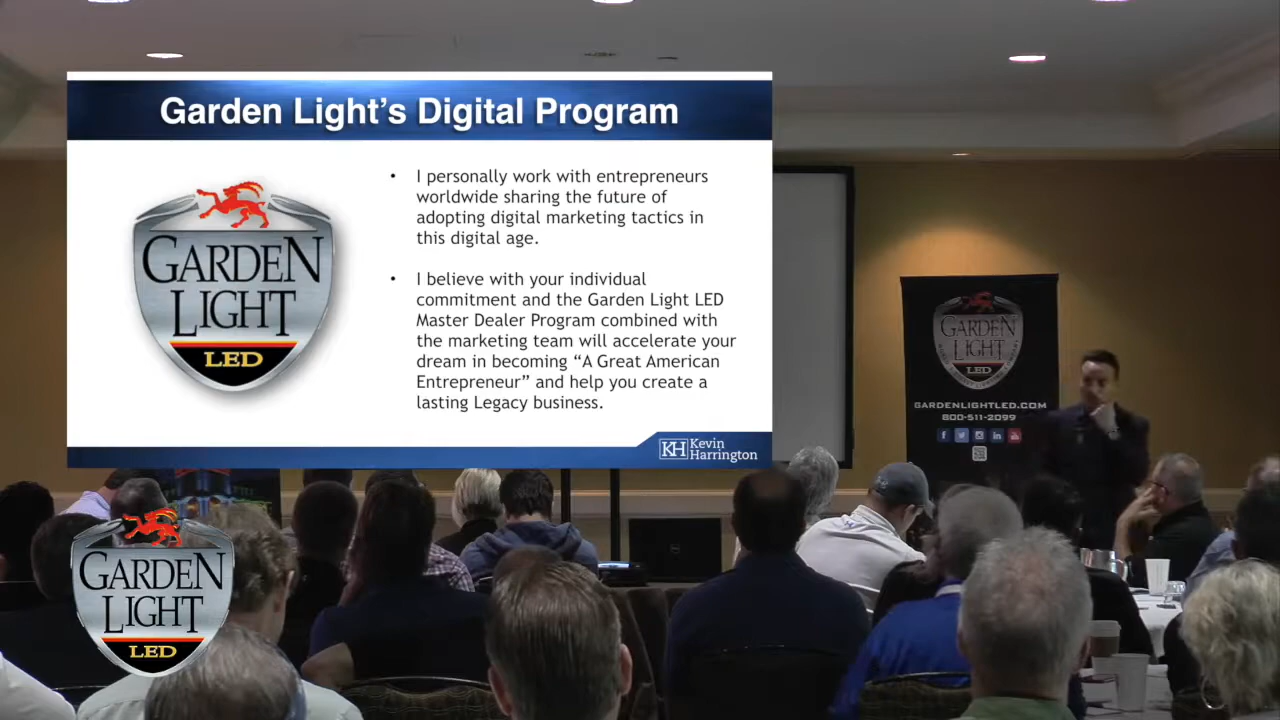 Garden Light's Digital Program
GARDEN
LIGHT
LED
• I personally work with entrepreneurs
worldwide sharing the future of
adopting digital marketing tactics in
this digital age.
• I believe with your individual
commitment and the Garden Light LED
Master Dealer Program combined with
the marketing team will accelerate your
dream in becoming “A Great American
Entrepreneur” and help you create a
lasting Legacy business.
KH Kevin
Harrington
GARDEN
LIGHT
LED
GARDENLIGHTLED.COM
800-511-2099
GARDEN
LIGHT
LED